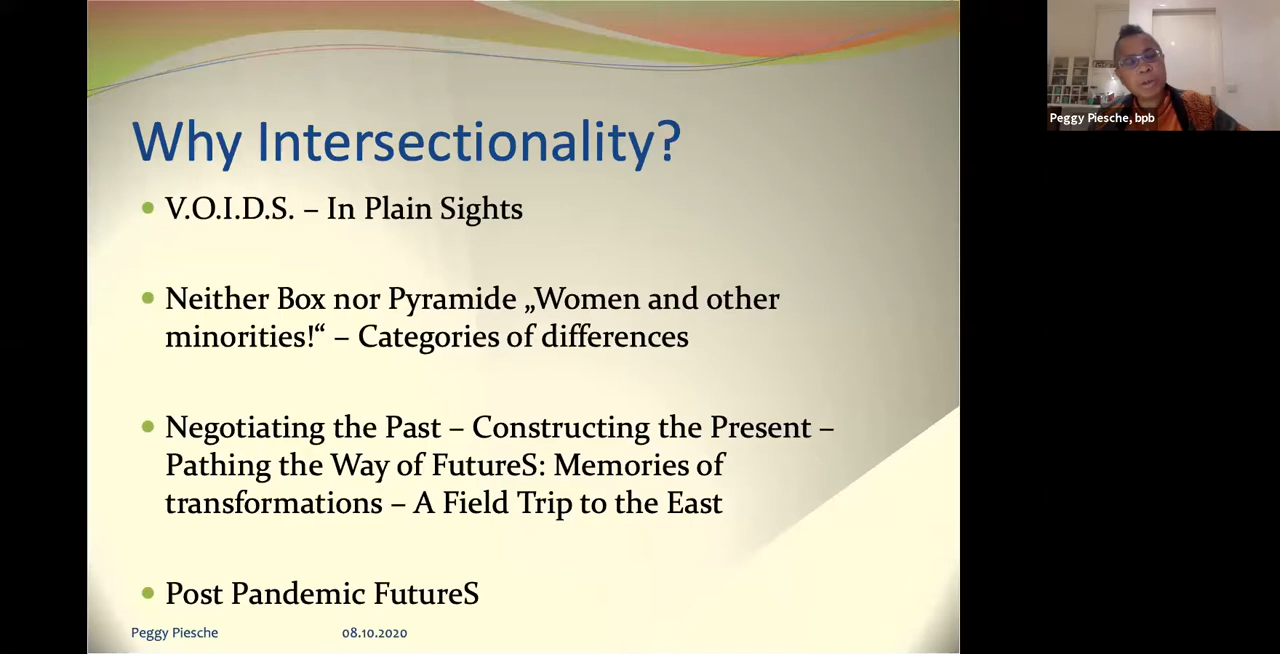 Why Intersectionality?
V.O.I.D.S. – In Plain Sights
Neither Box nor Pyramide „Women and other
minorities!“ – Categories of differences
Negotiating the Past – Constructing the Present –
Pathing the Way of FutureS: Memories of
transformations – A Field Trip to the East
Post Pandemic FutureS
Peggy Piesche 08.10.2020
Peggy Piesche, bpb